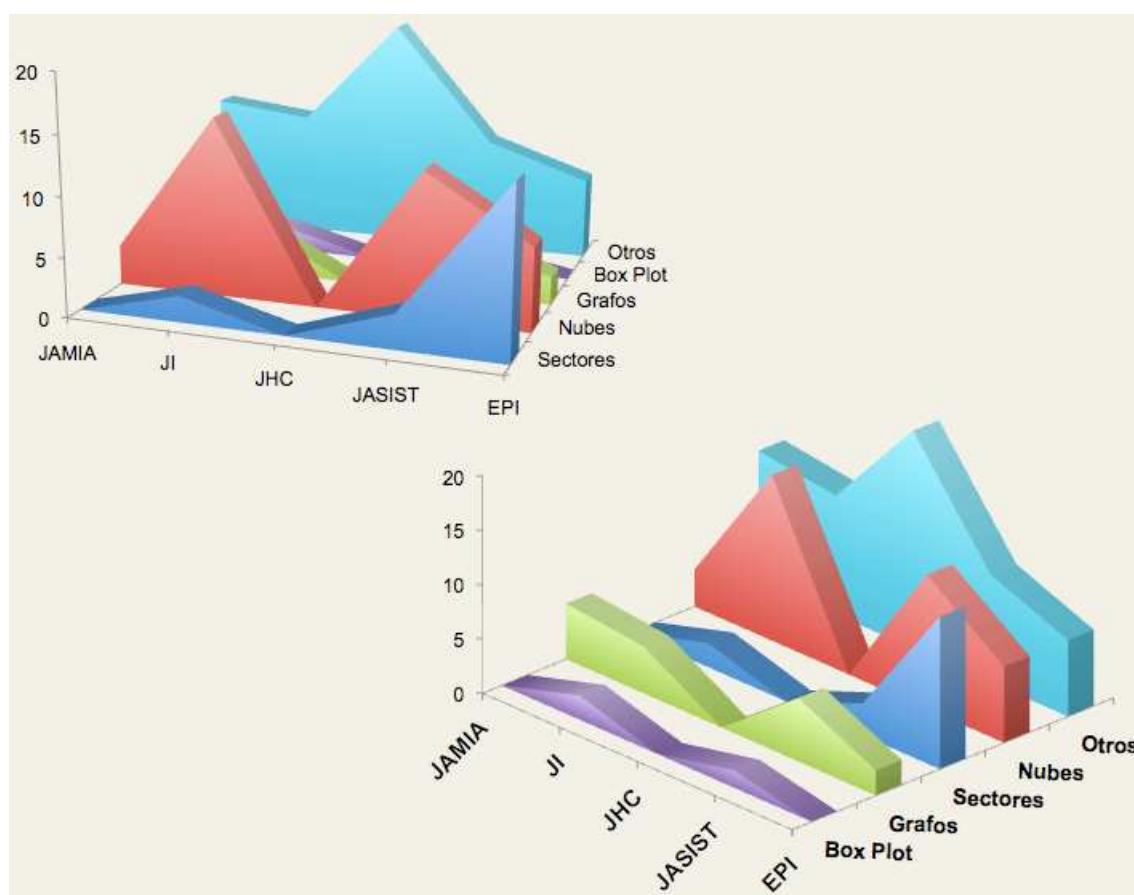 20
15
10
5
0
JAMIA
JI
JHC
JASIST
EPI
Otros
Box Plot
Grafos
Nubes
Sectores
20
15
10
5
0
JAMIA
JI
JHC
JASIST
EPI
Otros
Nubes
Sectores
Grafos
Box Plot